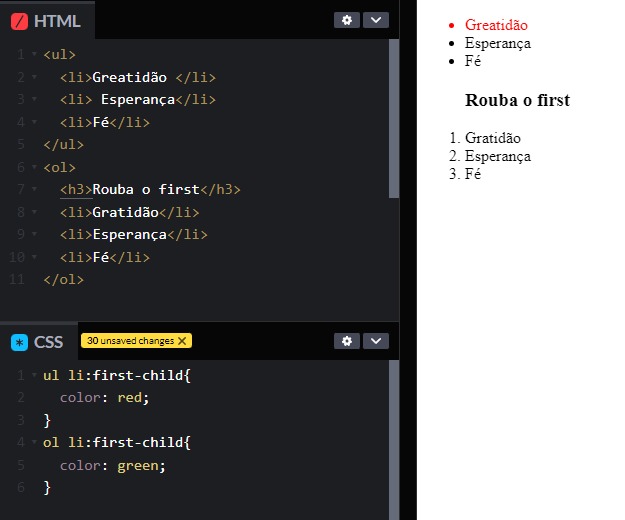 HTML
1 <ul>
2 <li>Greatidão </li>
3 <li> Esperança</li>
4 <li>Fé</li>
5 </ul>
6 <ol>
7 <h3>Rouba o first</h3>
8 <li>Gratidão</li>
9 <li>Esperança</li>
10 <li>Fé</li>
11 </ol>
CSS 30 unsaved changes X
1 ul li:first-child{
2 color: red;
3 }
4 ol li:first-child{
5 color: green;
6 }
• Greatidão
• Esperança
• Fé
Rouba o first
1. Gratidão
2. Esperança
3. Fé